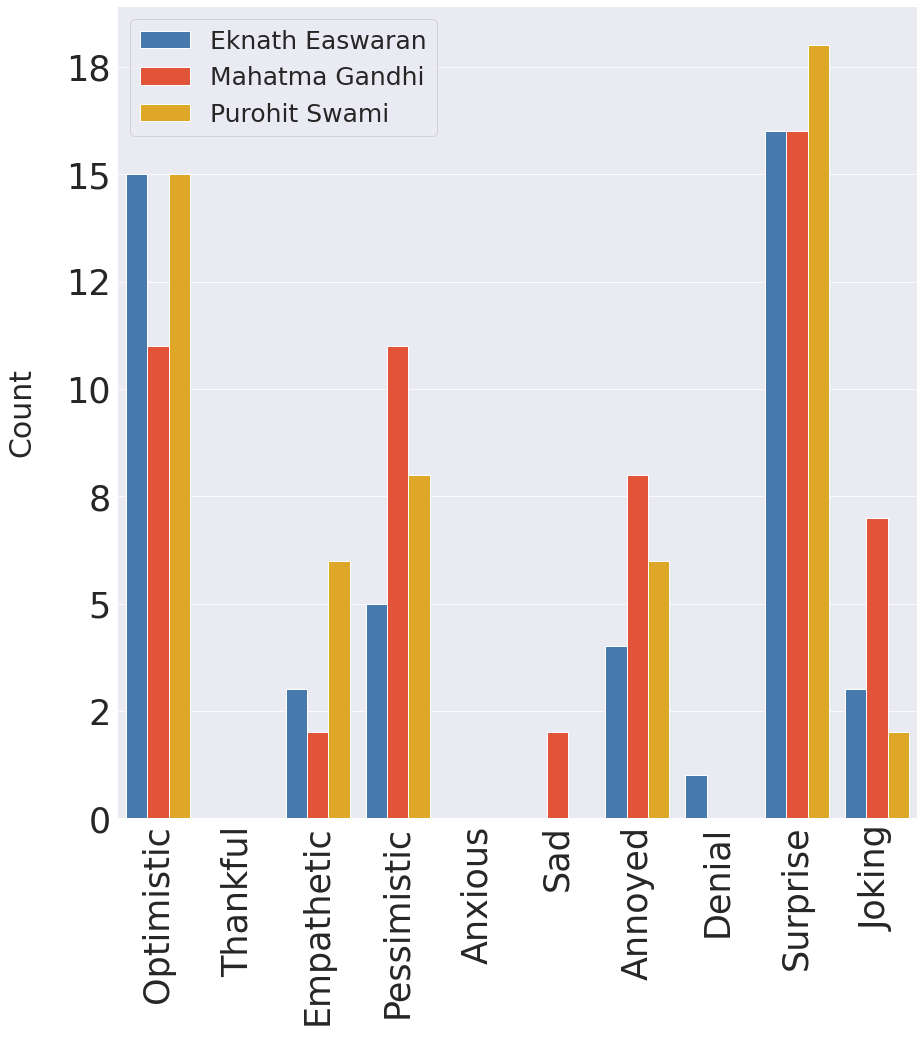 Eknath Easwaran
Mahatma Gandhi
Purohit Swami
18
15
12
10
8
5
2
0
Count
Optimistic
Thankful
Empathetic
Pessimistic
Anxious
Sad
Annoyed
Denial
Surprise
Joking